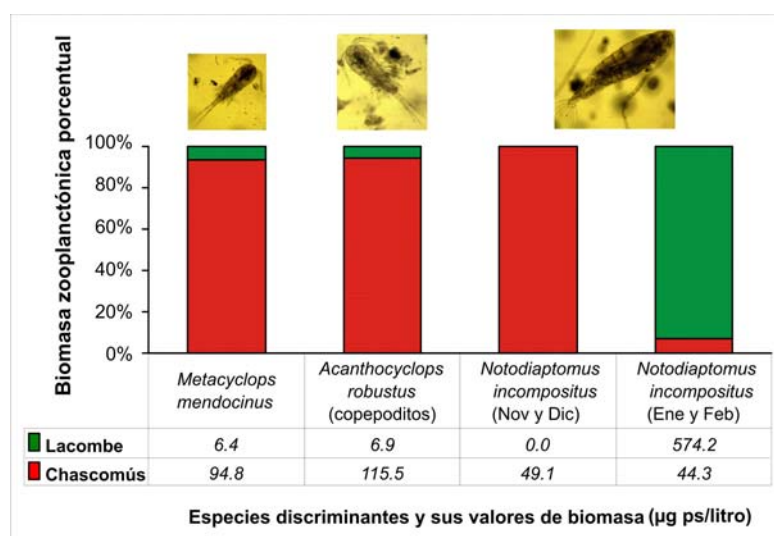 Biomasa zooplanctónica porcentual
100%
80%
60%
40%
20%
0%
Metacyclops
mendocinus
Acanthocyclops
robustus
(copepoditos)
Notodiaptomus
incompositus
(Nov y Dic)
Notodiaptomus
incompositus
(Ene y Feb)
Lacombe 6.4 6.9 0.0 574.2
Chascomús 94.8 115.5 49.1 44.3
Especies discriminantes y sus valores de biomasa (µg ps/litro)